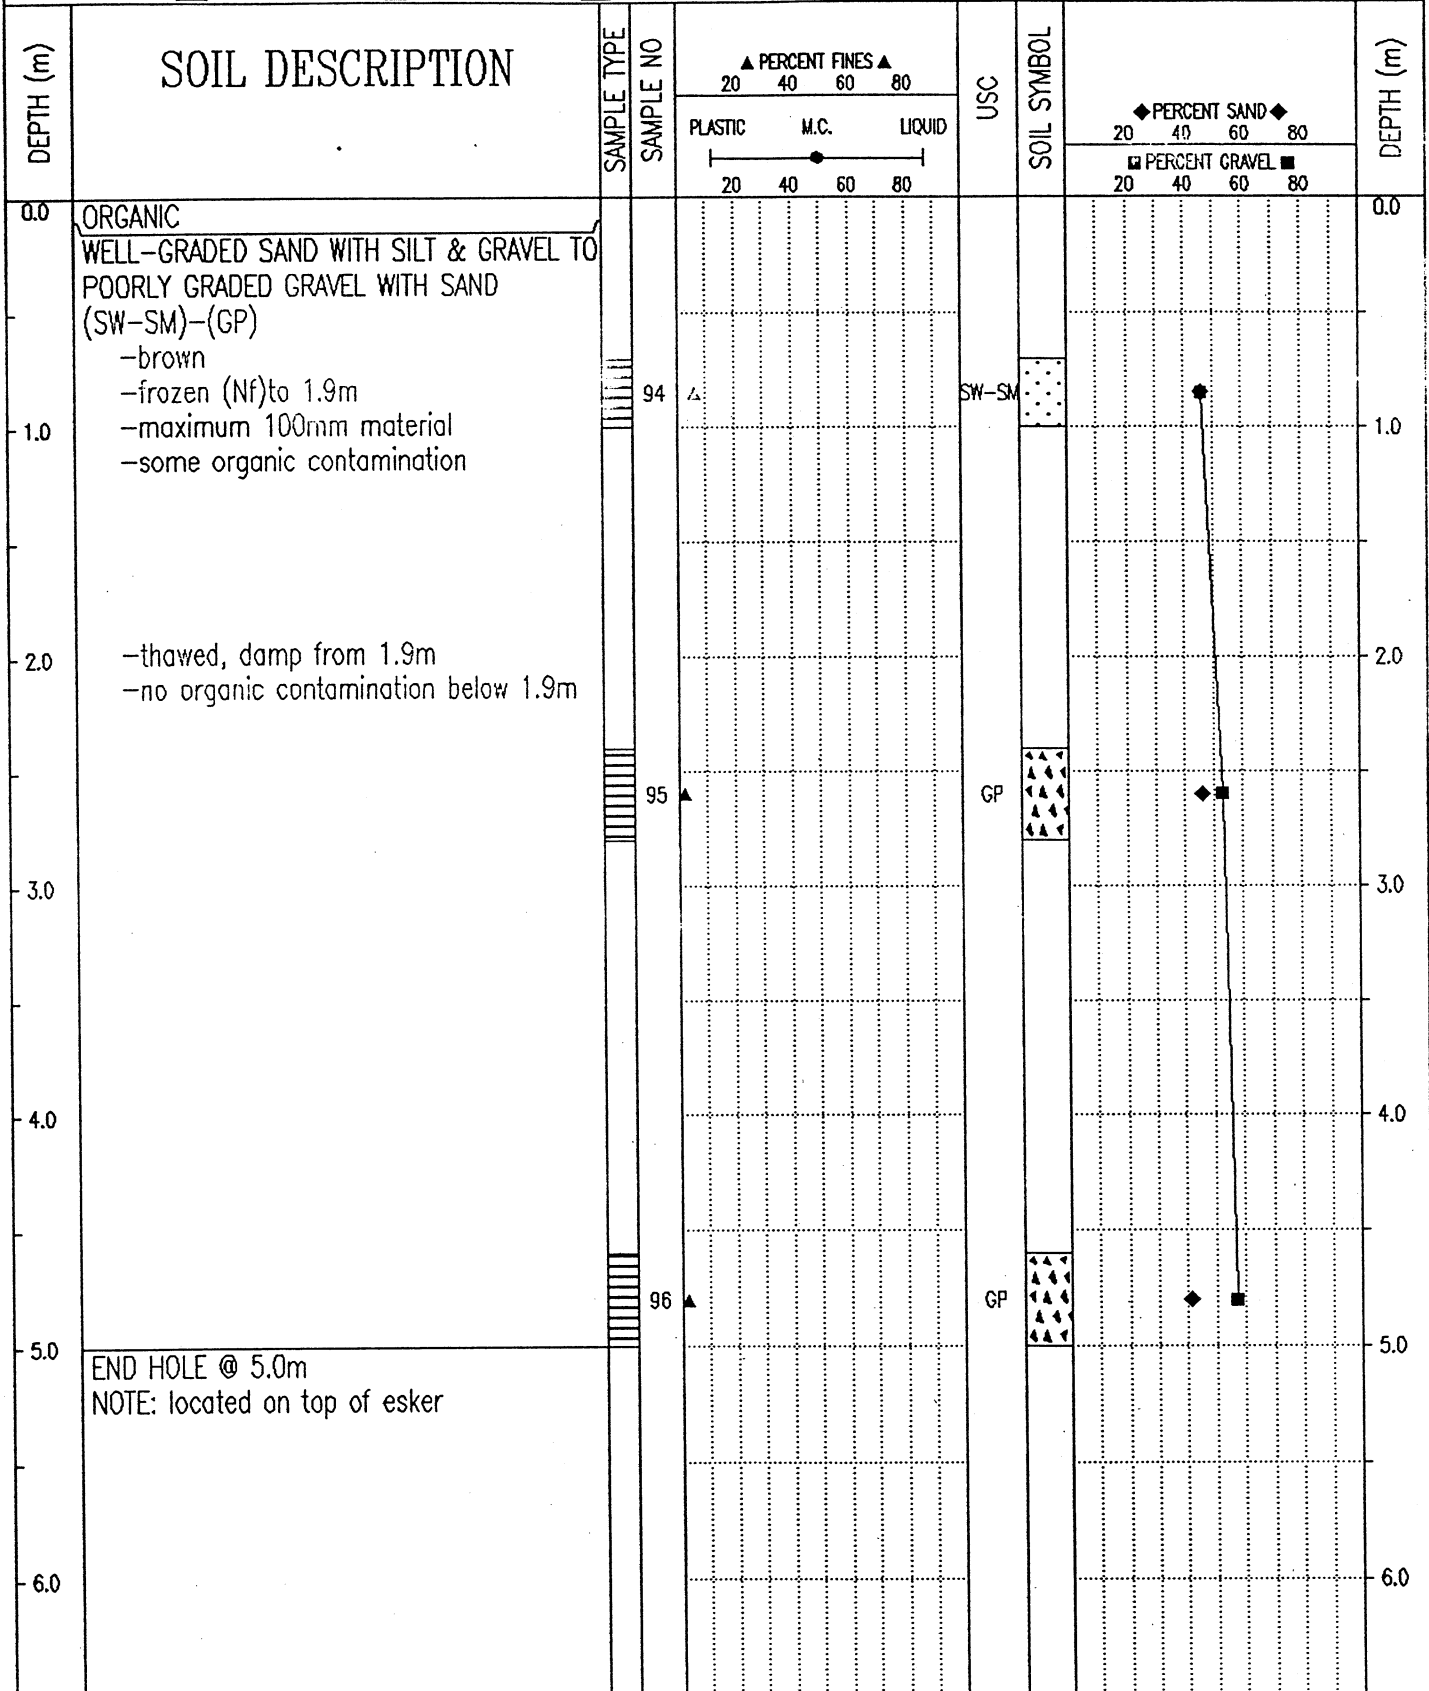 DEPTH (m)
SOIL DESCRIPTION
SAMPLE TYPE
SAMPLE NO
▲ PERCENT FINES ▲
20 40 60 80
PLASTIC M.C. LIQUID
20 40 60 80
USC
SOIL SYMBOL
◆PERCENT SAND◆
20 40 60 80
PERCENT GRAVEL■
20 40 60 80
DEPTH (m)
0.0
ORGANIC
0.0
WELL-GRADED SAND WITH SILT & GRAVEL TO
POORLY GRADED GRAVEL WITH SAND
(SW-SM)-(GP)
-brown
-frozen (Nf)to 1.9m
94
SW-SM
-maximum 100mm material
1.0
1.0
-some organic contamination
-thawed, damp from 1.9m
2.0
2.0
-no organic contamination below 1.9m
95
GP
3.0
3.0
4.0
4.0
96
GP
5.0
5.0
END HOLE @ 5.0m
NOTE: located on top of esker
6.0
6.0